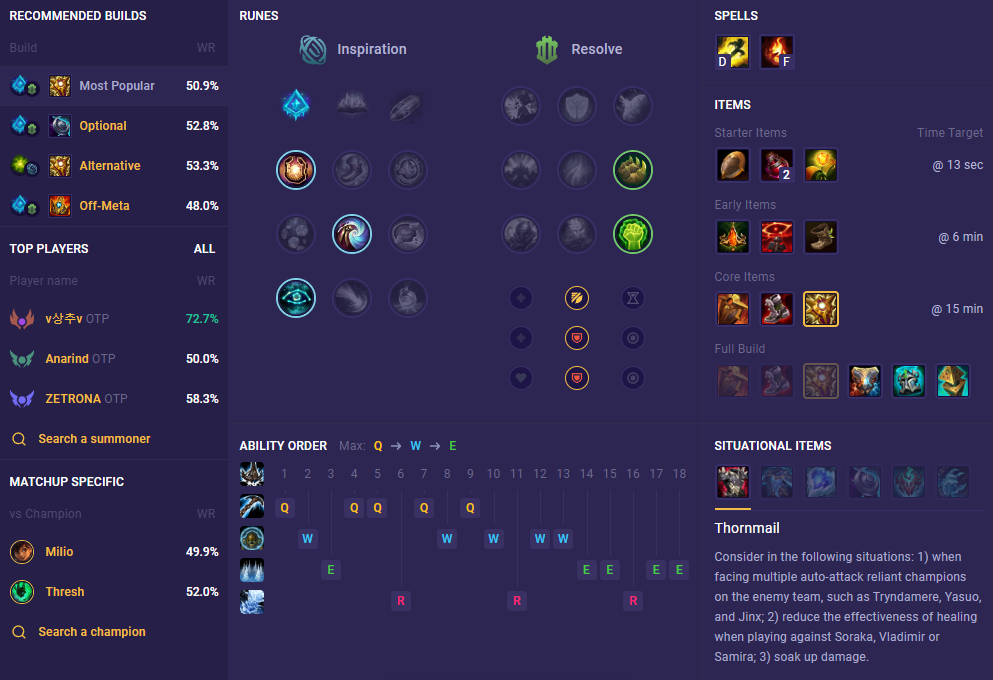 RECOMMENDED BUILDS
Build WR
Most Popular 50.9%
Optional 52.8%
Alternative 53.3%
Off-Meta 48.0%
TOP PLAYERS ALL
Player name WR
v상추v OTP 72.7%
Anarind OTP 50.0%
ZETRONA OTP 58.3%
Search a summoner
MATCHUP SPECIFIC
vs Champion WR
Milio 49.9%
Thresh 52.0%
Search a champion
RUNES
Inspiration Resolve
ABILITY ORDER Max: Q → W → E
1 2 3 4 5 6 7 8 9 10 11 12 13 14 15 16 17 18
Q Q Q Q Q
W W W W W
E E E E E
R R R
SPELLS
D F
ITEMS
Starter Items Time Target
2 @ 13 sec
Early Items
@ 6 min
Core Items
@ 15 min
Full Build
SITUATIONAL ITEMS
Thornmail
Consider in the following situations: 1) when
facing multiple auto-attack reliant champions
on the enemy team, such as Tryndamere, Yasuo,
and Jinx; 2) reduce the effectiveness of healing
when playing against Soraka, Vladimir or
Samira; 3) soak up damage.